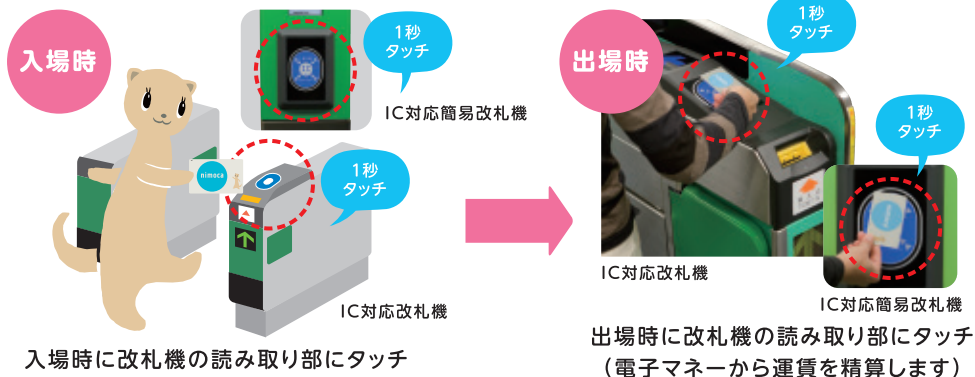 入場時
1秒
タッチ
IC対応簡易改札機
nimoca
1秒
タッチ
IC対応改札機
入場時に改札機の読み取り部にタッチ
出場時
1秒
タッチ
1秒
タッチ
IC対応改札機
IC対応簡易改札機
出場時に改札機の読み取り部にタッチ
（電子マネーから運賃を精算します）